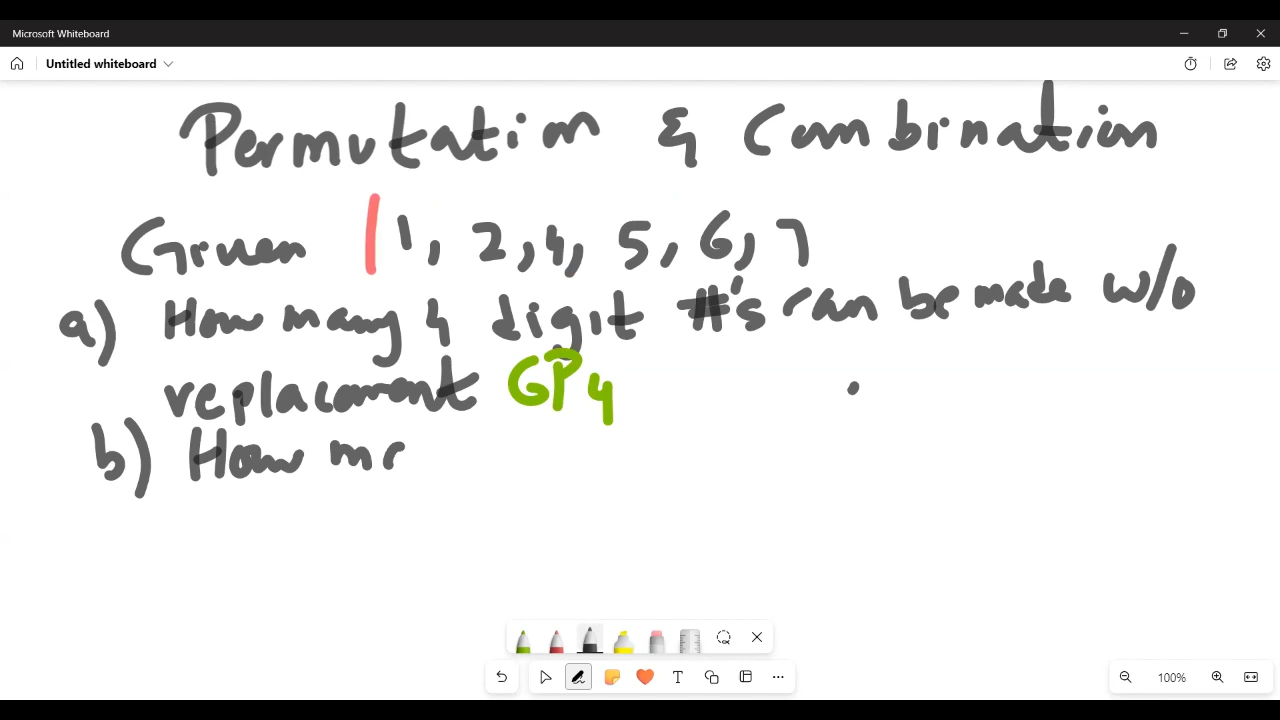 Microsoft Whiteboard
Untitled whiteboard
Permutation & Combination
Given 1, 2, 4, 5, 6, 7
a) How many 4 digit #'s can be made w/o
replacement 6P4
b) How ma
100%